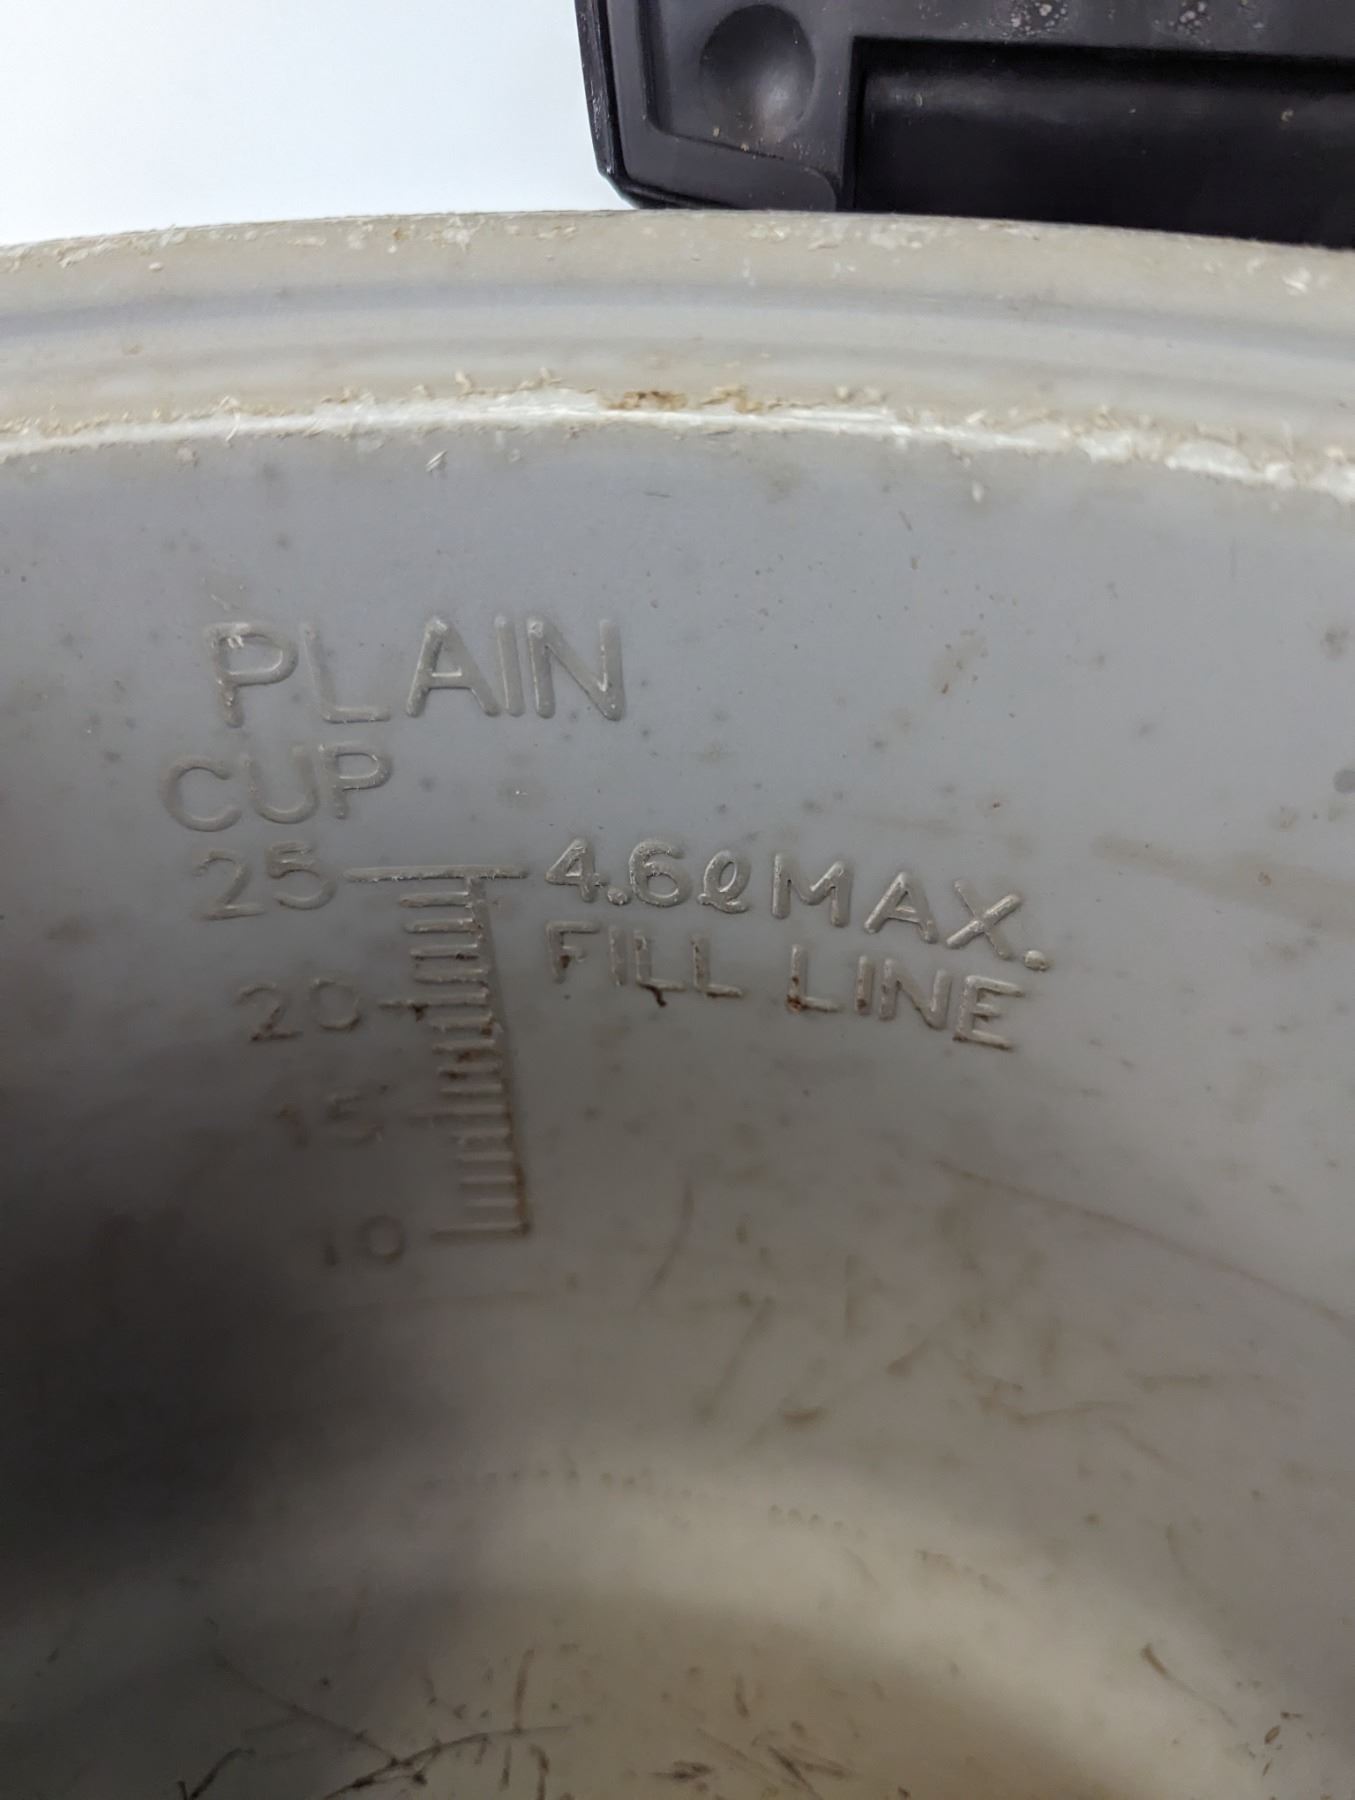 PLAIN
CUP
25 4.6ℓ MAX.
FILL LINE
20
15
10